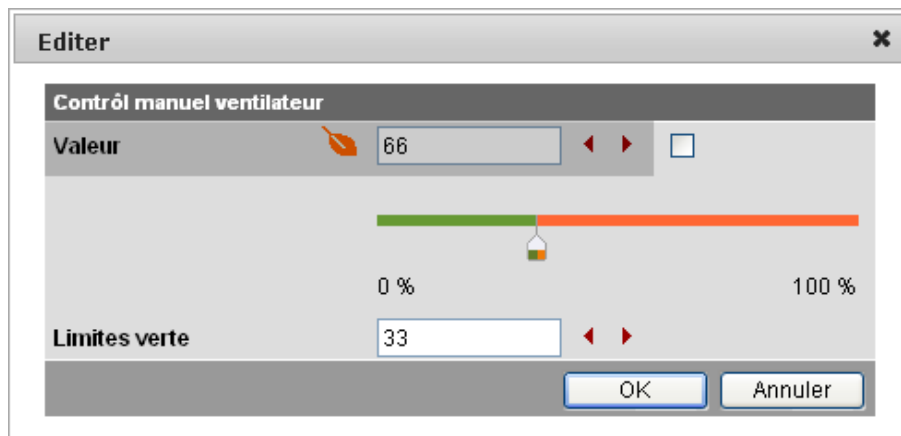 Editer
Contrôl manuel ventilateur
Valeur 66
0 % 100 %
Limites verte 33
OK Annuler